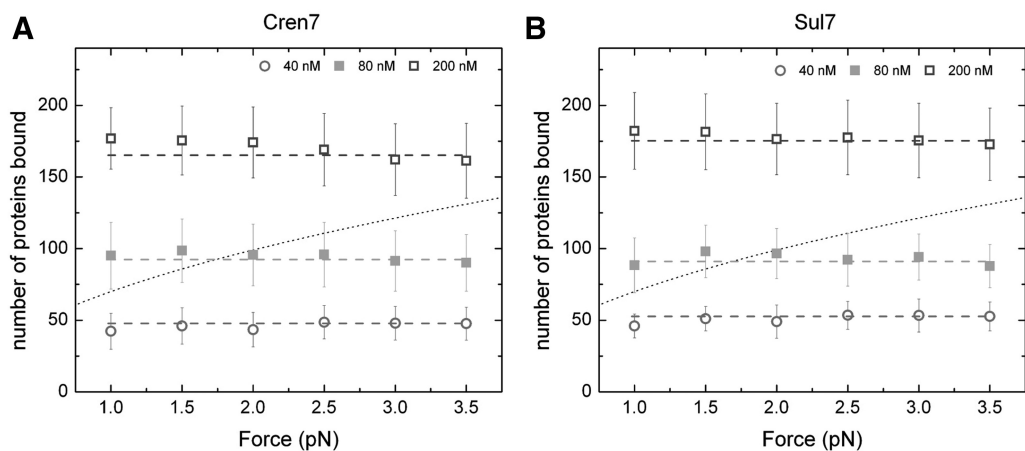 A
Cren7
40 nM 80 nM 200 nM
number of proteins bound
200
150
100
50
0
1.0 1.5 2.0 2.5 3.0 3.5
Force (pN)
B
Sul7
40 nM 80 nM 200 nM
number of proteins bound
200
150
100
50
0
1.0 1.5 2.0 2.5 3.0 3.5
Force (pN)